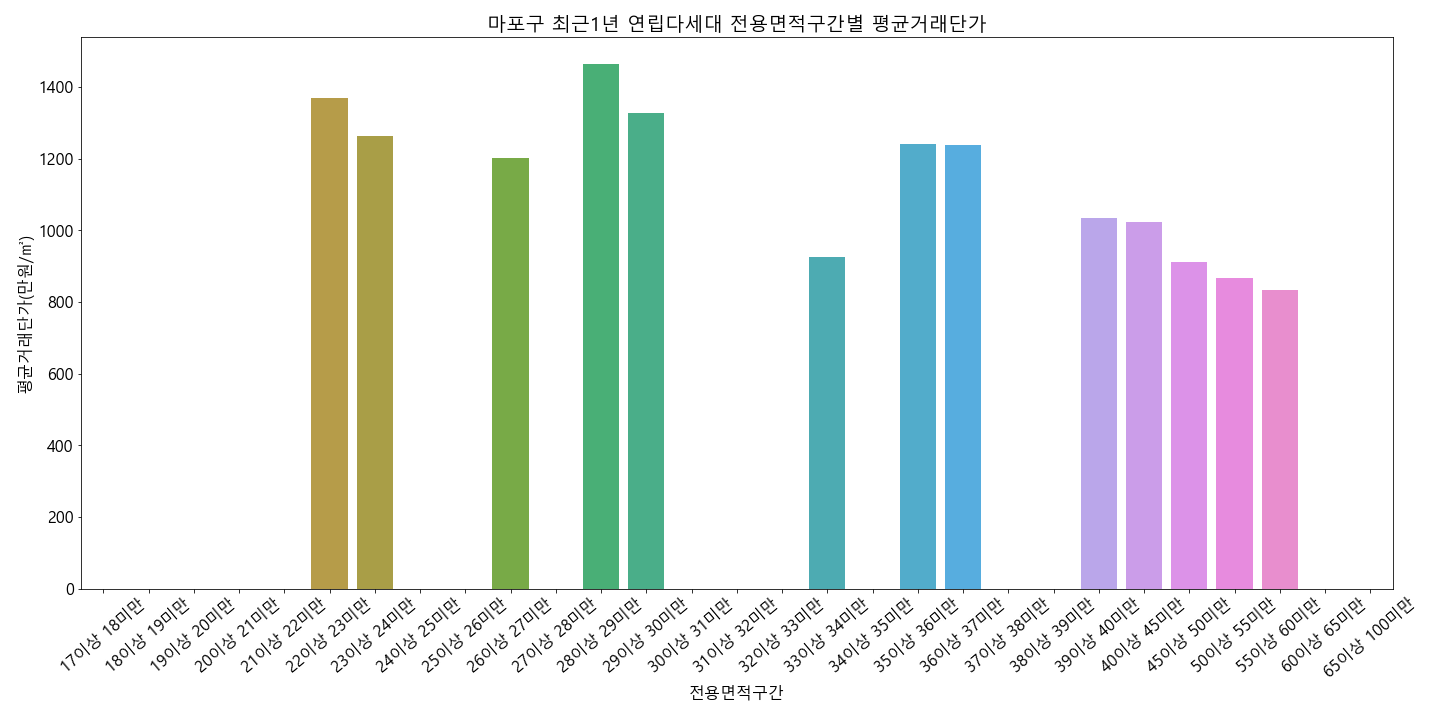 마포구 최근1년 연립다세대 전용면적구간별 평균거래단가
평균거래단가(만원/㎡)
1400
1200
1000
800
600
400
200
0
17이상 18미만
18이상 19미만
19이상 20미만
20이상 21미만
21이상 22미만
22이상 23미만
23이상 24미만
24이상 25미만
25이상 26미만
26이상 27미만
27이상 28미만
28이상 29미만
29이상 30미만
30이상 31미만
31이상 32미만
32이상 33미만
33이상 34미만
34이상 35미만
35이상 36미만
36이상 37미만
37이상 38미만
38이상 39미만
39이상 40미만
40이상 45미만
45이상 50미만
50이상 55미만
55이상 60미만
60이상 65미만
65이상 100미만
전용면적구간